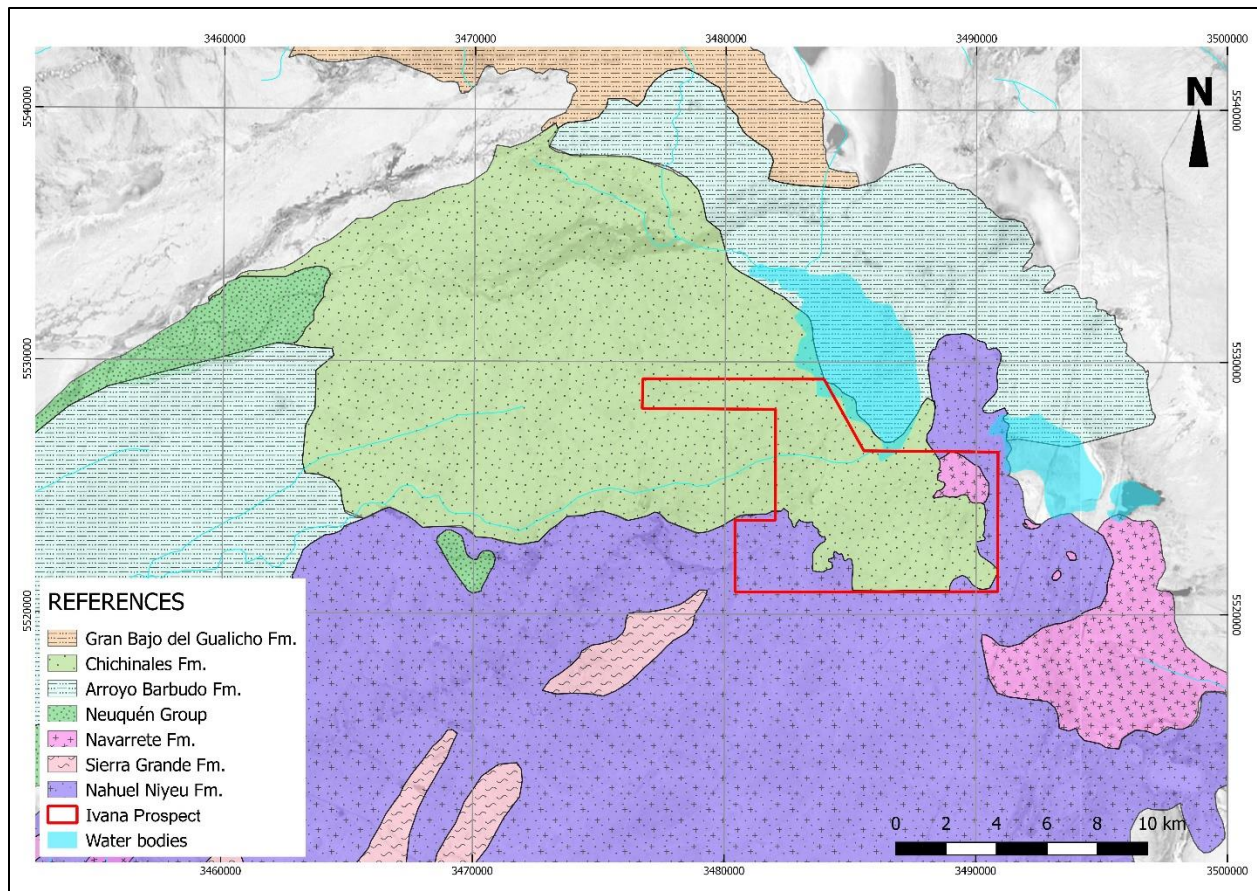 3460000
3470000
3480000
3490000
3500000
5540000
5540000
N
5530000
5530000
5520000
5520000
REFERENCES
Gran Bajo del Gualicho Fm.
Chichinales Fm.
Arroyo Barbudo Fm.
Neuquén Group
Navarrete Fm.
Sierra Grande Fm.
Nahuel Niyeu Fm.
Ivana Prospect
Water bodies
0 2 4 6 8 10 km
3460000
3470000
3480000
3490000
3500000